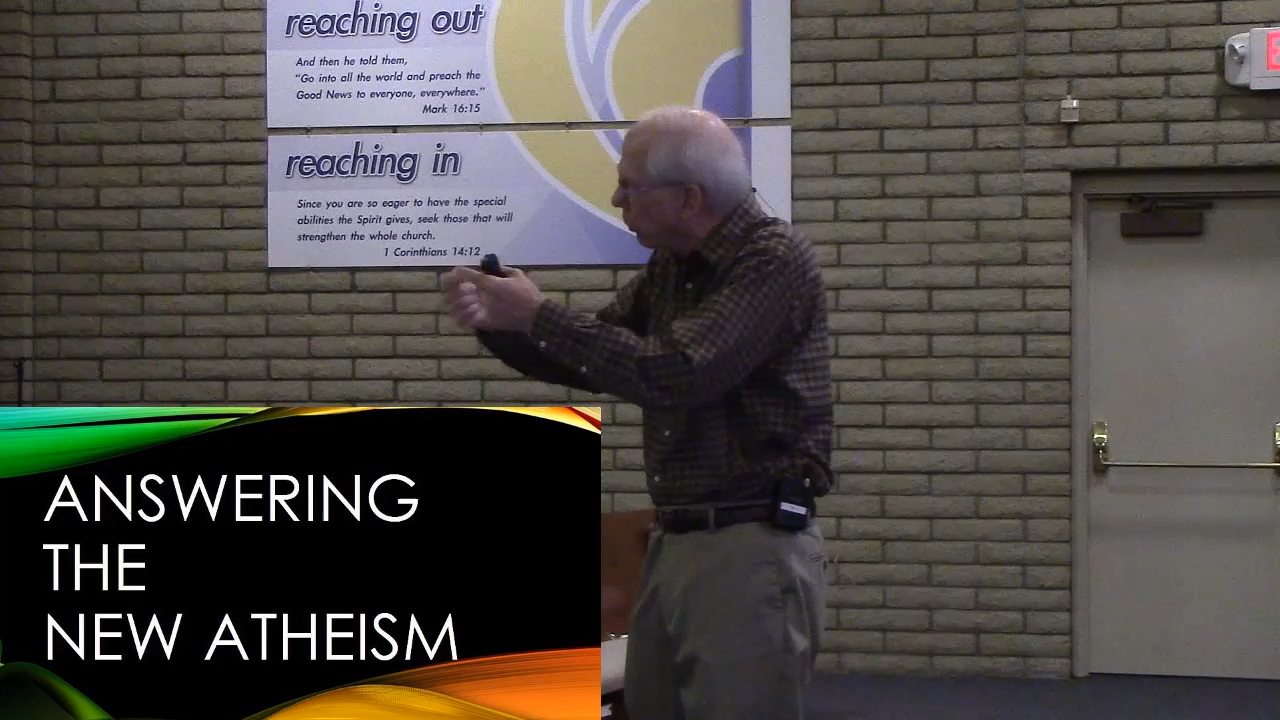 reaching out
And then he told them,
"Go into all the world and preach the
Good News to everyone, everywhere."
Mark 16:15
reaching in
Since you are so eager to have the special
abilities the Spirit gives, seek those that will
strengthen the whole church.
1 Corinthians 14:12
ANSWERING
THE
NEW ATHEISM